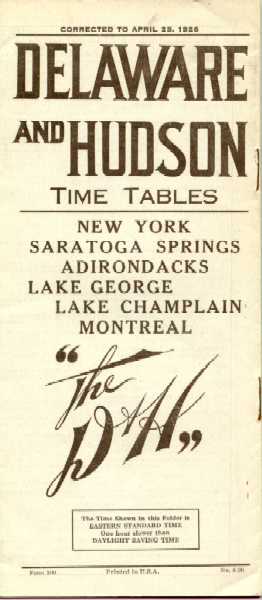 CORRECTED TO APRIL 25, 1926
DELAWARE
AND HUDSON
TIME TABLES
NEW YORK
SARATOGA SPRINGS
ADIRONDACKS
LAKE GEORGE
LAKE CHAMPLAIN
MONTREAL
"The
D&H"
The Time Shown in this Folder is
EASTERN STANDARD TIME
One hour slower than
DAYLIGHT SAVING TIME
Form 100
Printed in U.S.A.